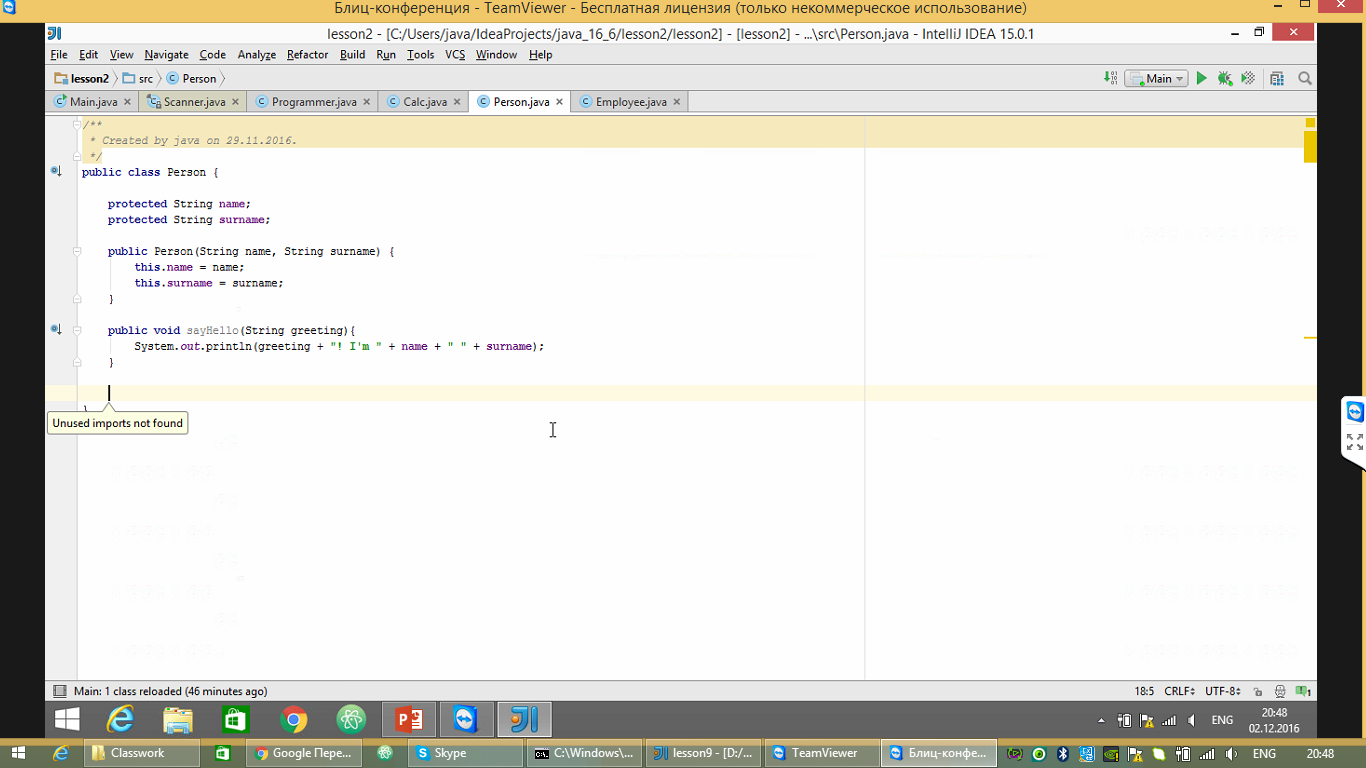 Блиц-конференция - TeamViewer - Бесплатная лицензия (только некоммерческое использование)
lesson2 - [C:/Users/java/IdeaProjects/java_16_6/lesson2/lesson2] - [lesson2] - ...\src\Person.java - IntelliJ IDEA 15.0.1
File Edit View Navigate Code Analyze Refactor Build Run Tools VCS Window Help
lesson2 src Person Main
Main.java Scanner.java Programmer.java Calc.java Person.java Employee.java
/**
* Created by java on 29.11.2016.
*/
public class Person {
protected String name;
protected String surname;
public Person(String name, String surname) {
this.name = name;
this.surname = surname;
}
public void sayHello(String greeting){
System.out.println(greeting + "! I'm " + name + " " + surname);
}
}
Unused imports not found
Main: 1 class reloaded (46 minutes ago) 18:5 CRLF UTF-8 1
ENG 20:48
02.12.2016
Classwork Google Пере... Skype C:\Windows\... lesson9 - [D:/... TeamViewer Блиц-конфе... ENG 20:48